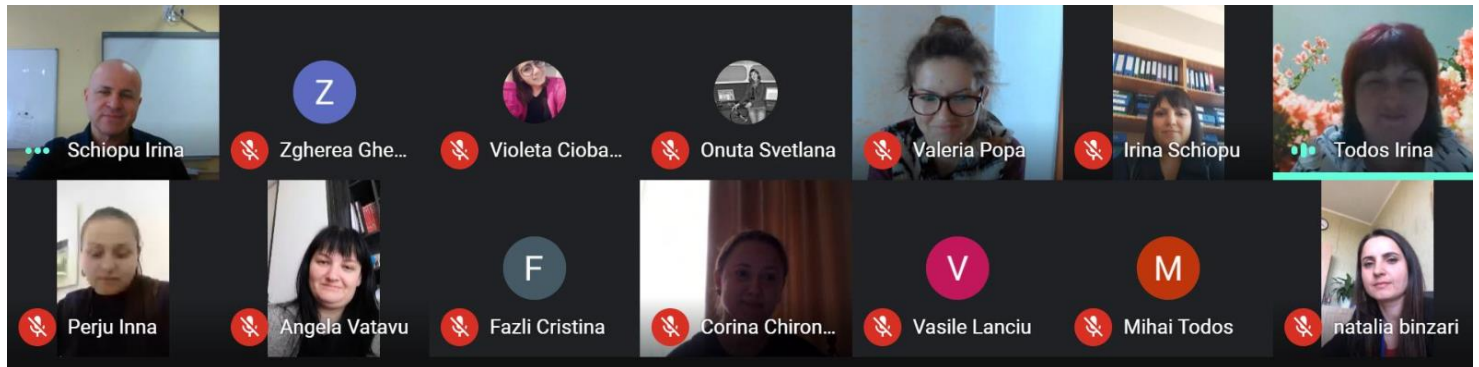 Schiopu Irina
Z
Zgherea Ghe...
Violeta Cioba...
Onuta Svetlana
Valeria Popa
Irina Schiopu
Todos Irina
Perju Inna
Angela Vatavu
F
Fazli Cristina
Corina Chiron...
V
Vasile Lanciu
M
Mihai Todos
natalia binzari